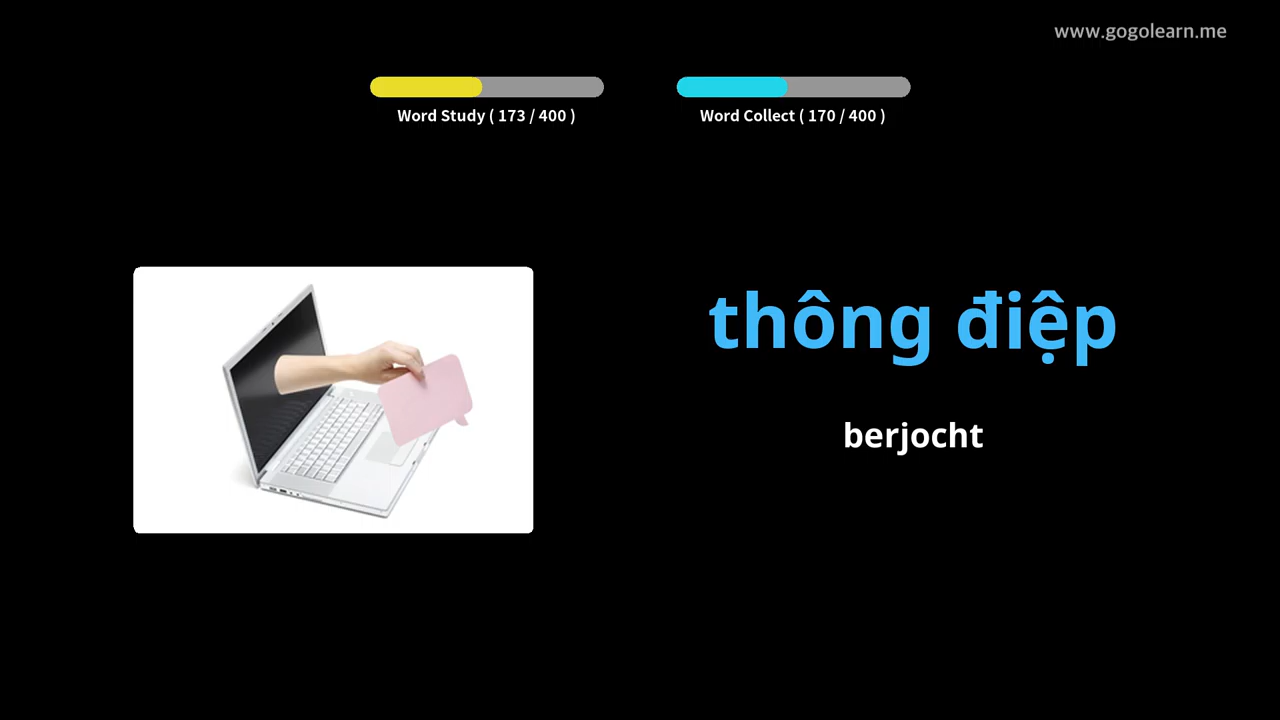 www.gogolearn.me
Word Study ( 173 / 400 )
Word Collect ( 170 / 400 )
thông điệp
berjocht